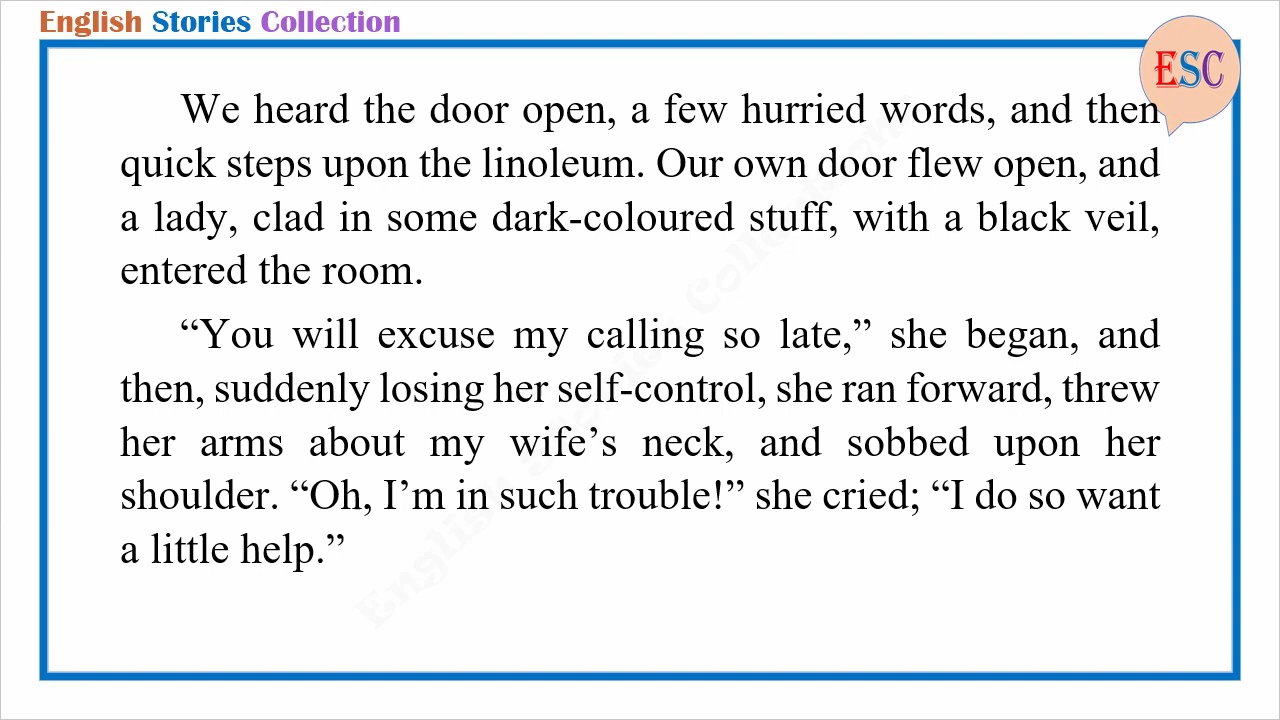 English Stories Collection
ESC
We heard the door open, a few hurried words, and then
quick steps upon the linoleum. Our own door flew open, and
a lady, clad in some dark-coloured stuff, with a black veil,
entered the room.
“You will excuse my calling so late,” she began, and
then, suddenly losing her self-control, she ran forward, threw
her arms about my wife’s neck, and sobbed upon her
shoulder. “Oh, I’m in such trouble!” she cried; “I do so want
a little help.”
English Stories Collection